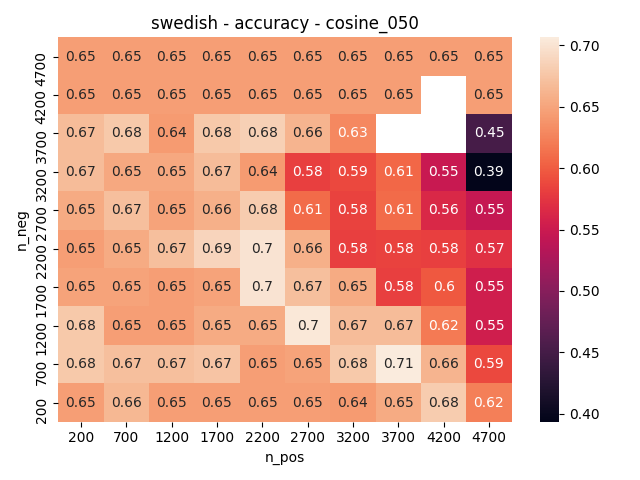 swedish - accuracy - cosine_050
4700 0.65 0.65 0.65 0.65 0.65 0.65 0.65 0.65 0.65 0.65
4200 0.65 0.65 0.65 0.65 0.65 0.65 0.65 0.65 0.65
3700 0.67 0.68 0.64 0.68 0.68 0.66 0.63 0.45
3200 0.67 0.65 0.65 0.67 0.64 0.58 0.59 0.61 0.55 0.39
2700 0.65 0.67 0.65 0.66 0.68 0.61 0.58 0.61 0.56 0.55
2200 0.65 0.65 0.67 0.69 0.7 0.66 0.58 0.58 0.58 0.57
1700 0.65 0.65 0.65 0.65 0.7 0.67 0.65 0.58 0.6 0.55
1200 0.68 0.65 0.65 0.65 0.65 0.7 0.67 0.67 0.62 0.55
700 0.68 0.67 0.67 0.67 0.65 0.65 0.68 0.71 0.66 0.59
200 0.65 0.66 0.65 0.65 0.65 0.65 0.64 0.65 0.68 0.62
200 700 1200 1700 2200 2700 3200 3700 4200 4700
n_pos
n_neg
0.70
0.65
0.60
0.55
0.50
0.45
0.40